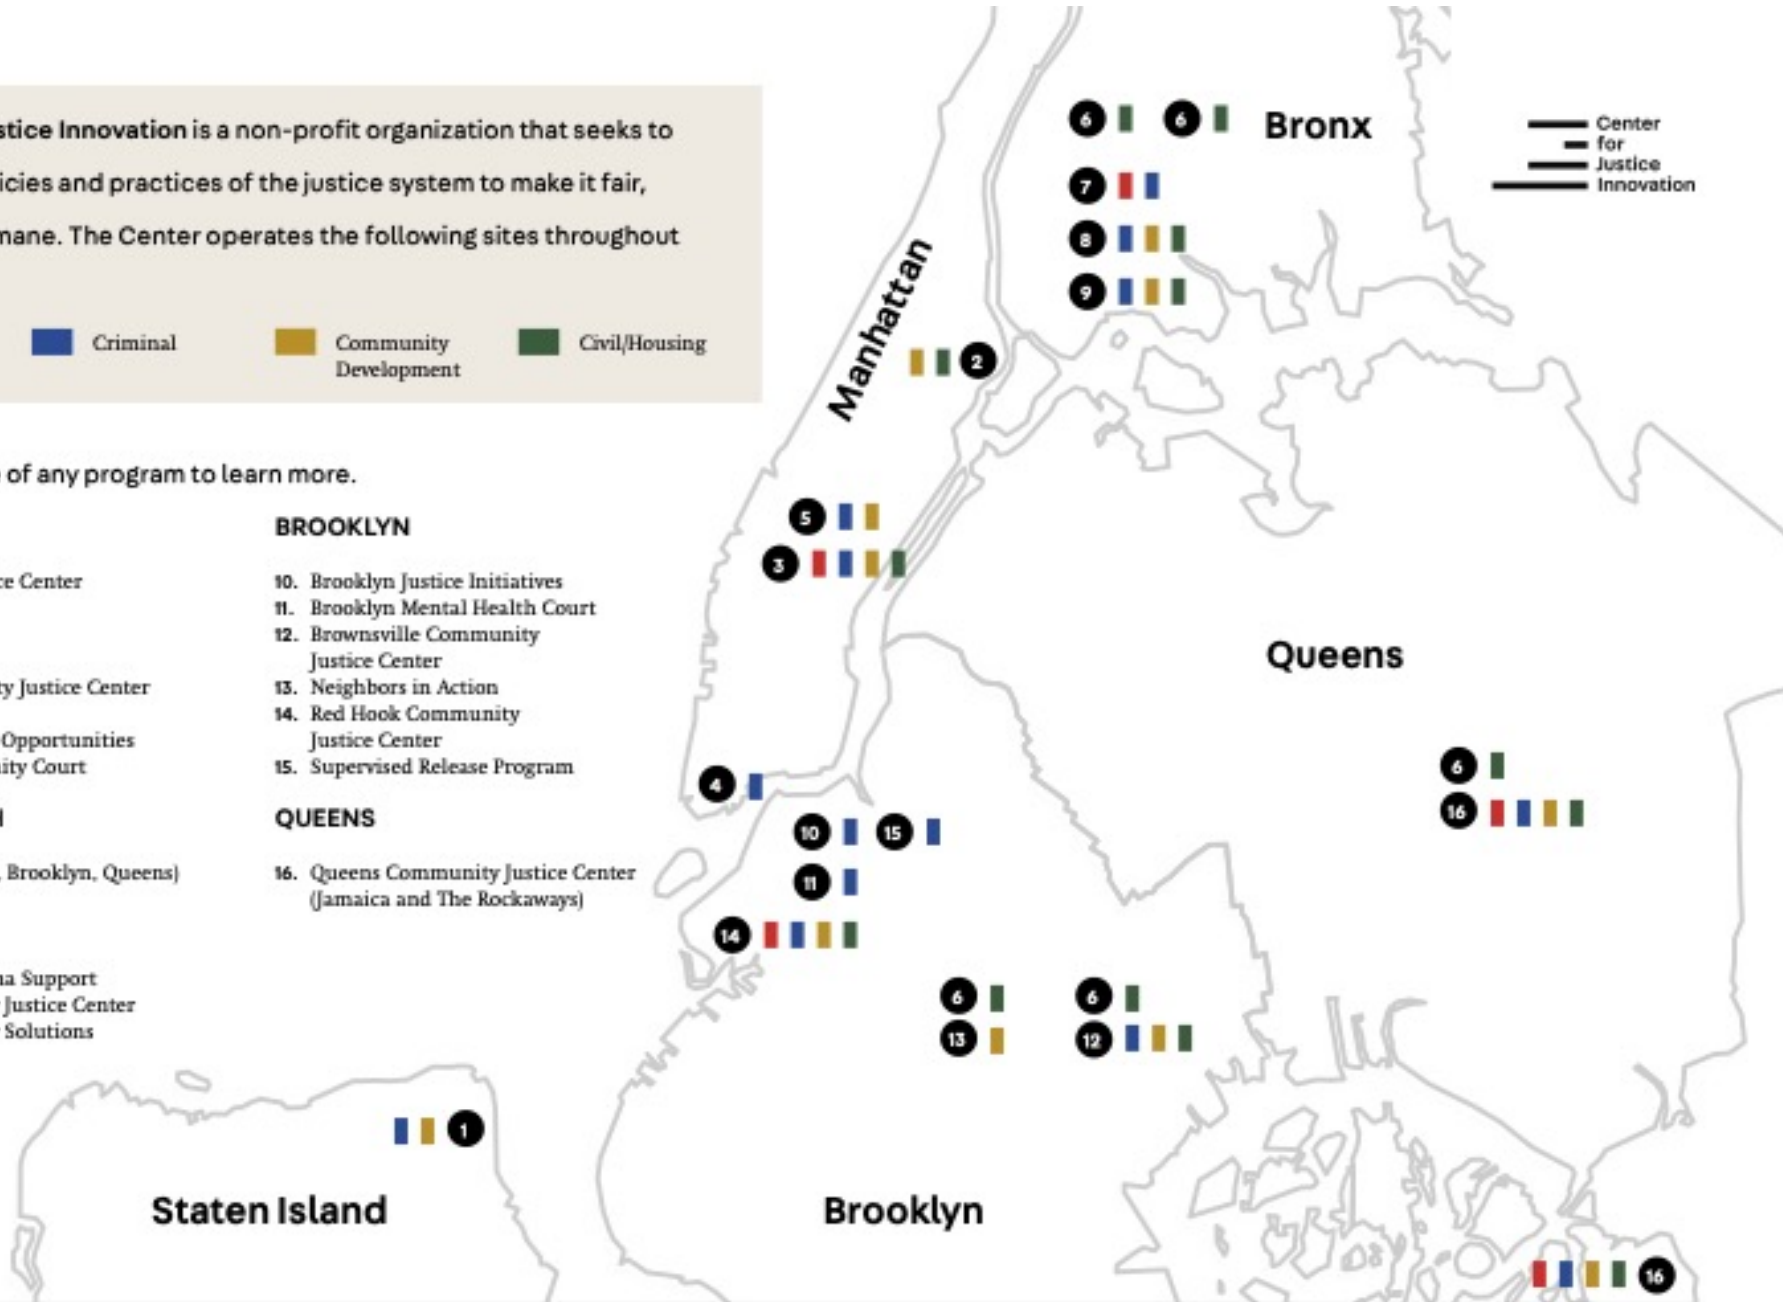 stice Innovation is a non-profit organization that seeks to
icies and practices of the justice system to make it fair,
mane. The Center operates the following sites throughout
Criminal
Community
Development
Civil/Housing
of any program to learn more.
ce Center
ty Justice Center
Opportunities
ity Court
, Brooklyn, Queens)
na Support
Justice Center
Solutions
BROOKLYN
10. Brooklyn Justice Initiatives
11. Brooklyn Mental Health Court
12. Brownsville Community
Justice Center
13. Neighbors in Action
14. Red Hook Community
Justice Center
15. Supervised Release Program
QUEENS
16. Queens Community Justice Center
(Jamaica and The Rockaways)
Center
for
Justice
Innovation
6 6 Bronx
7
8
9
Manhattan
2
5
3
4
Queens
6
16
10 15
11
14
6 6
13 12
1
Staten Island
Brooklyn
16